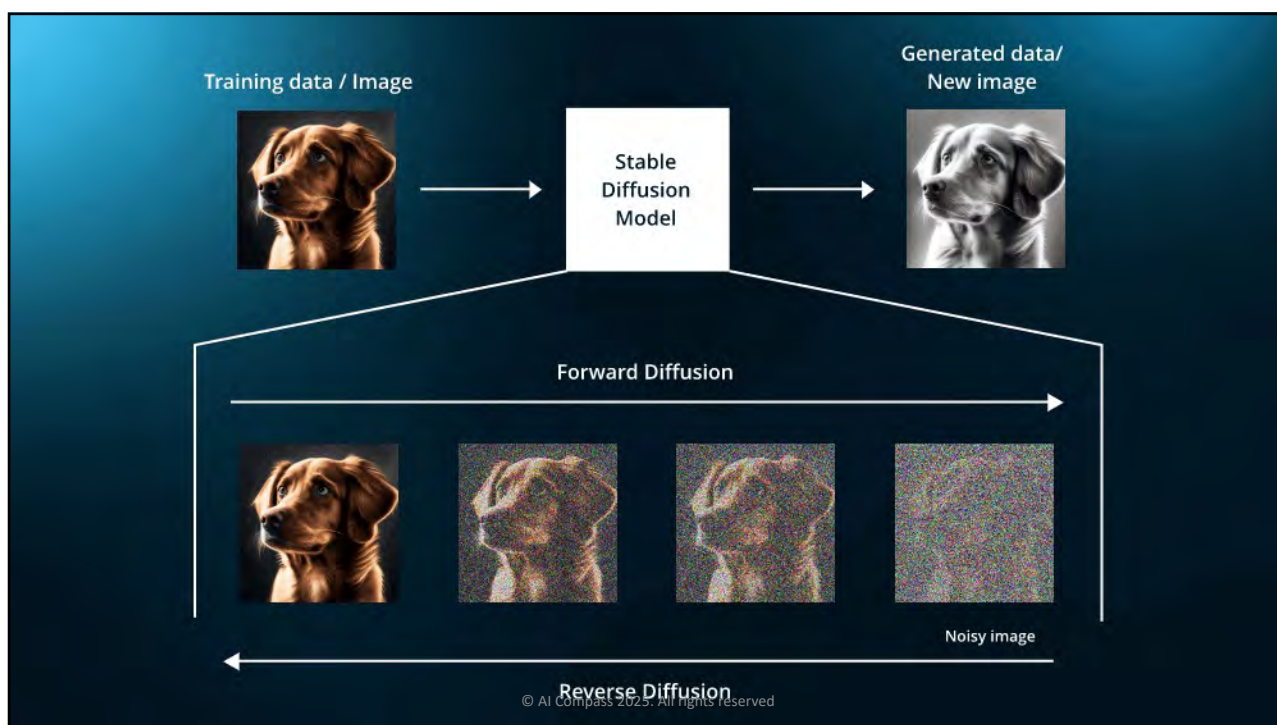 Training data / Image
Generated data/
New image
Stable
Diffusion
Model
Forward Diffusion
Noisy image
Reverse Diffusion
© AI Compass 2025. All rights reserved